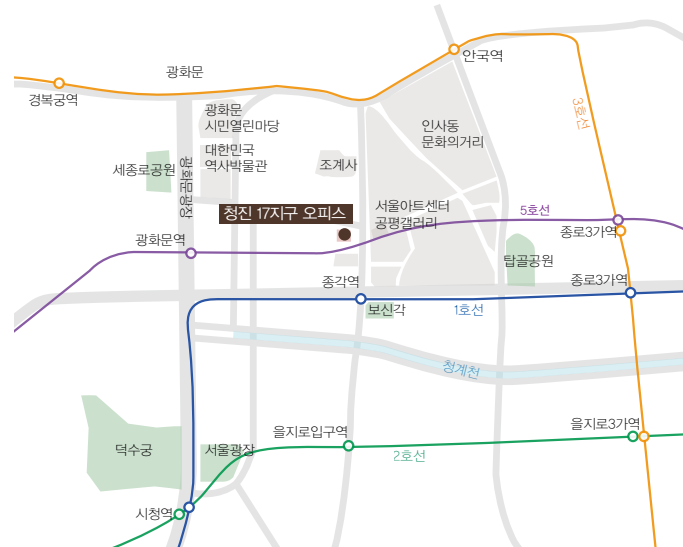 안국역
광화문
경복궁역
3호선
광화문
시민열린마당
인사동
문화의거리
대한민국
역사박물관
조계사
세종로공원
광화문광장
청진 17지구 오피스
서울아트센터
공평갤러리
5호선
종로3가역
광화문역
탑골공원
종각역
종로3가역
보신각
1호선
청계천
을지로입구역
을지로3가역
덕수궁
서울광장
2호선
시청역